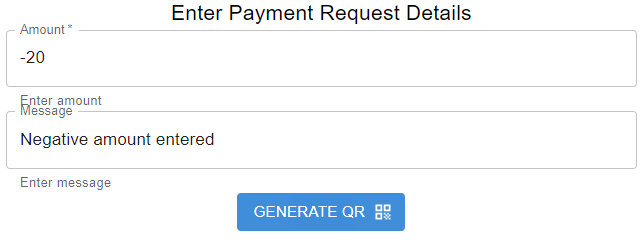 Enter Payment Request Details
Amount *
-20
Enter amount
Message
Negative amount entered
Enter message
GENERATE QR